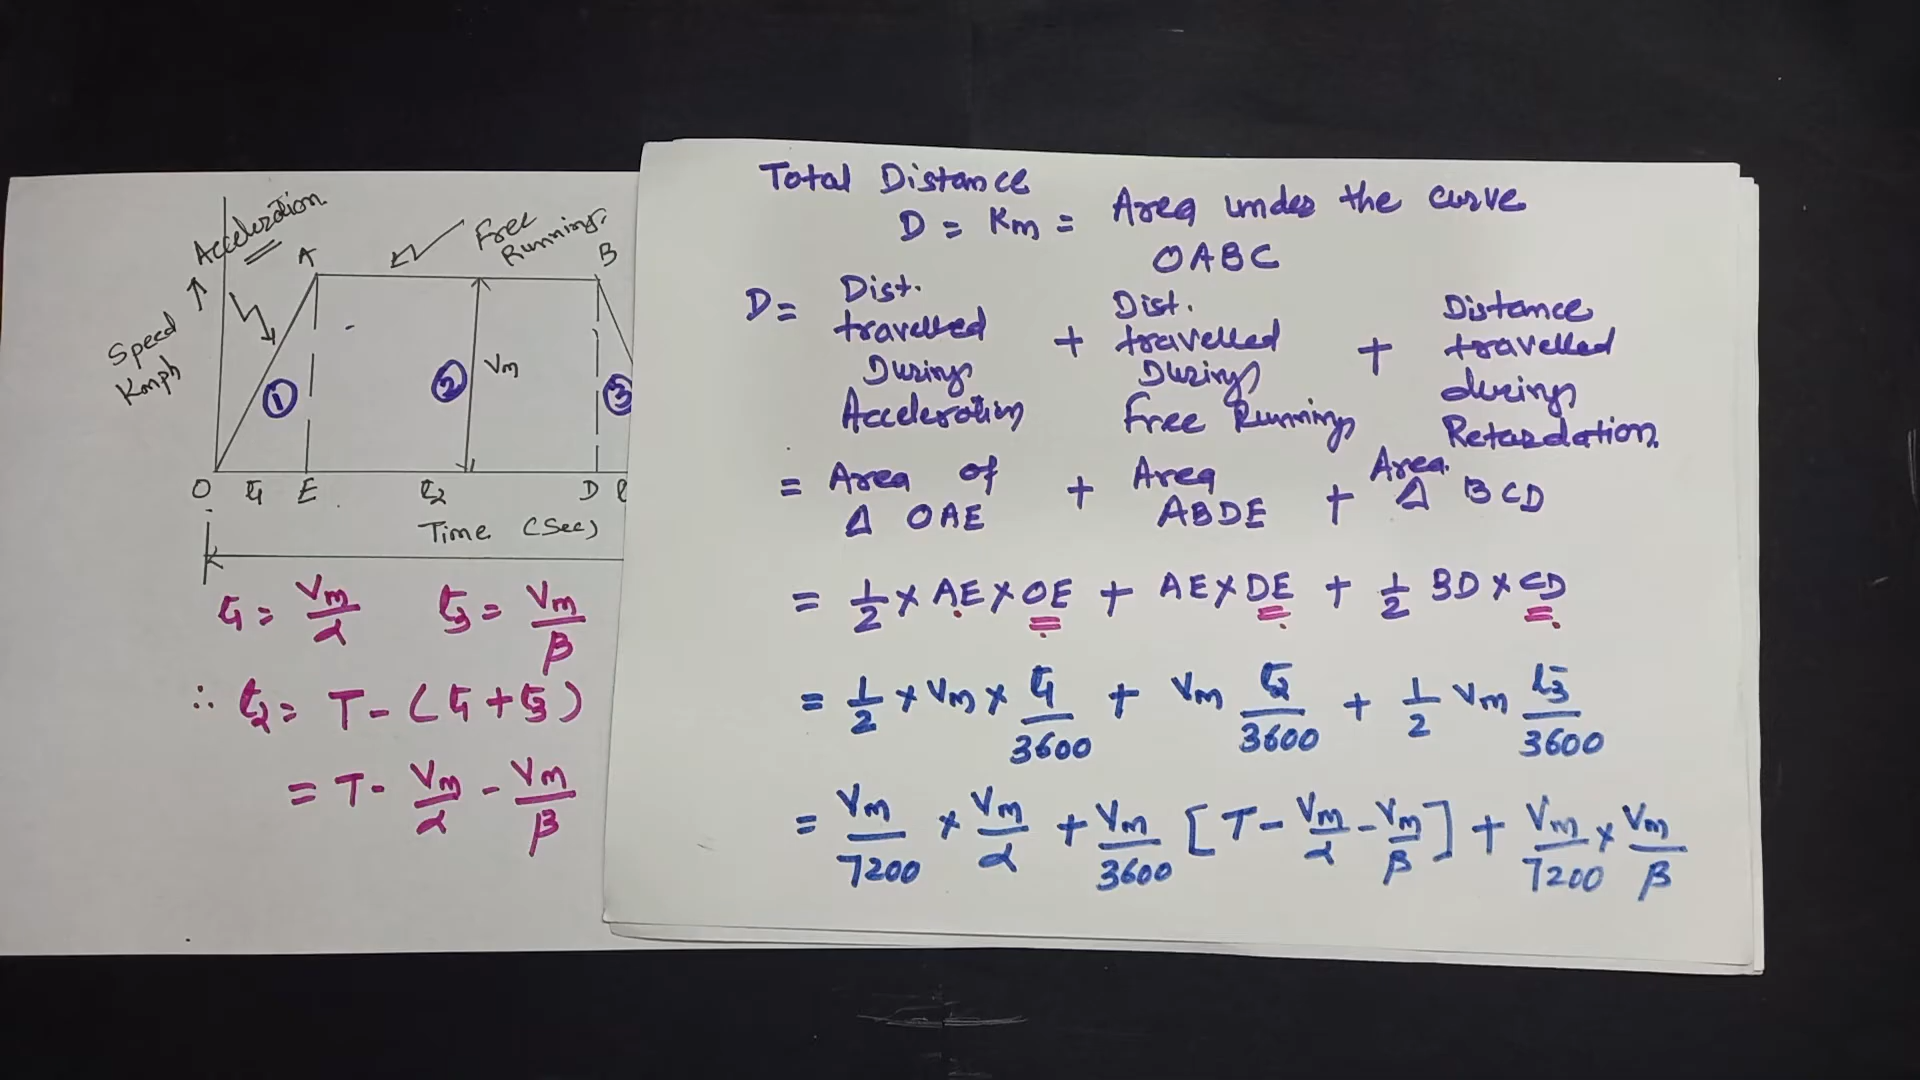 Acceleration
Free
Running.
A
B
Speed
Kmph
1
2
Vm
3
O t1 E t2 D t
Time (Sec)
t1 = Vm/α t3 = Vm/β
∴ t2 = T - (t1 + t3)
= T - Vm/α - Vm/β
Total Distance
D = Km = Area under the curve
OABC
D = Dist. travelled During Acceleration + Dist. travelled During Free Running + Distance travelled during Retardation.
= Area of Δ OAE + Area ABDE + Area. Δ BCD
= 1/2 × AE × OE + AE × DE + 1/2 BD × CD
= 1/2 × Vm × t1/3600 + Vm t2/3600 + 1/2 Vm t3/3600
= Vm/7200 × Vm/α + Vm/3600 [T - Vm/α - Vm/β] + Vm/7200 × Vm/β